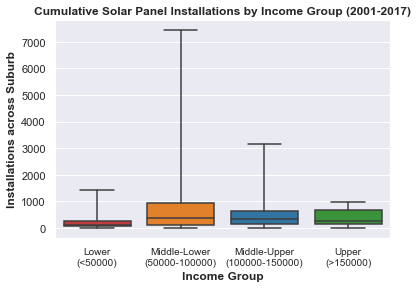 Cumulative Solar Panel Installations by Income Group (2001-2017)
Installations across Suburb
7000
6000
5000
4000
3000
2000
1000
0
Lower
(<50000)
Middle-Lower
(50000-100000)
Middle-Upper
(100000-150000)
Upper
(>150000)
Income Group